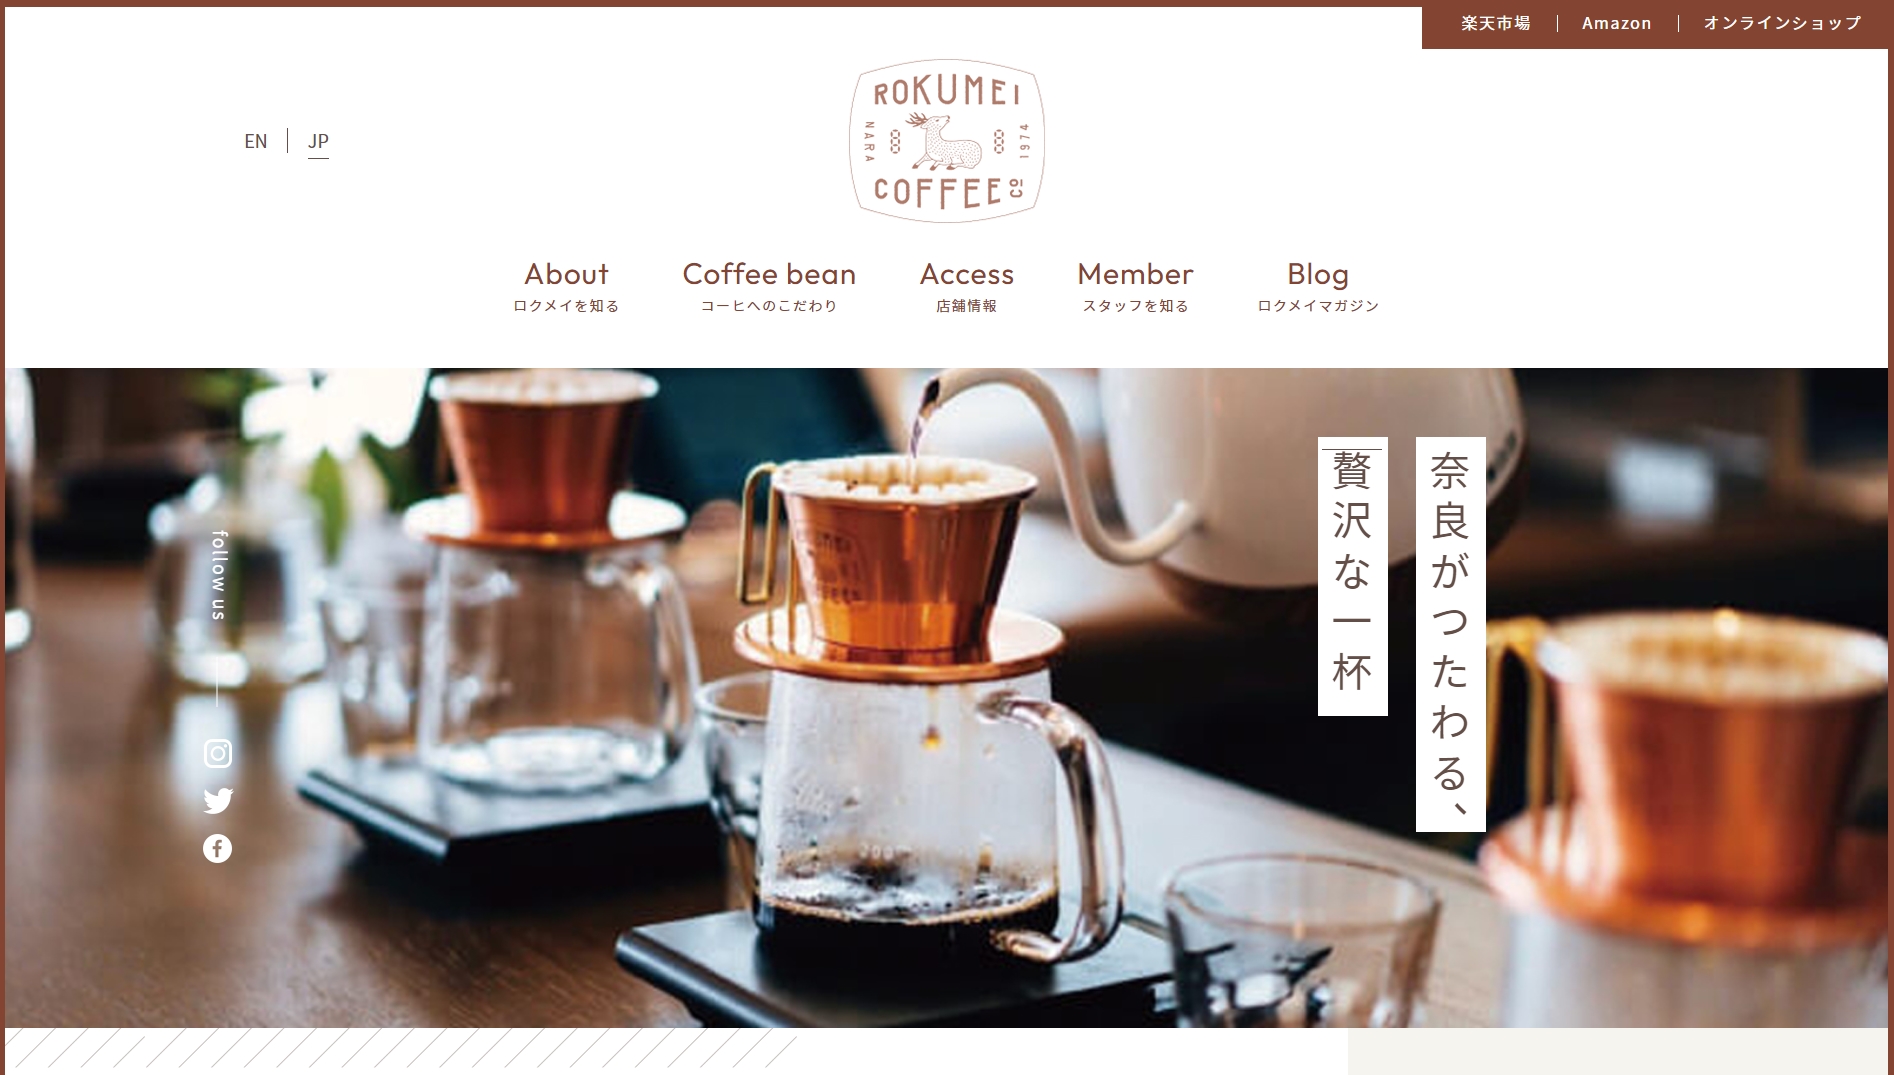 楽天市場
Amazon
オンラインショップ
EN
JP
ROKUMEI
NARA
1974
COFFEE Co
About
Coffee bean
Access
Member
Blog
ロクメイを知る
コーヒへのこだわり
店舗情報
スタッフを知る
ロクメイマガジン
奈良がつたわる、
贅沢な一杯
follow us